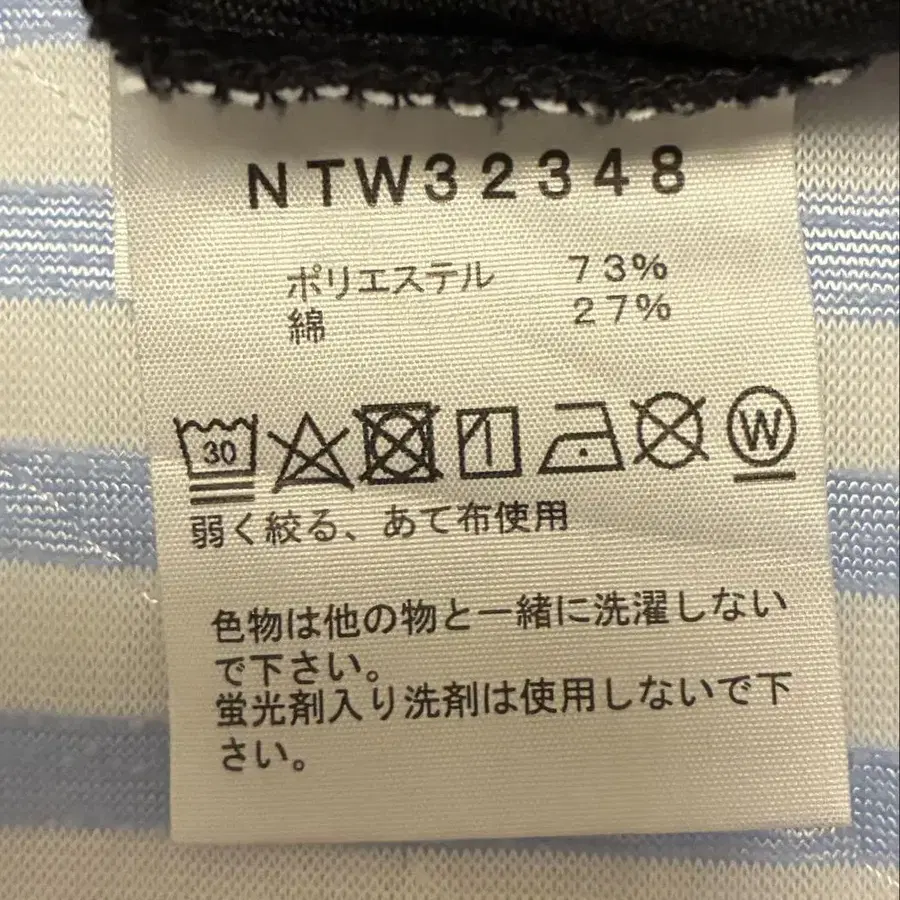 NTW32348
ポリエステル 73%
綿 27%
30
W
弱く絞る、あて布使用
色物は他の物と一緒に洗濯しない
で下さい。
蛍光剤入り洗剤は使用しないで下
さい。